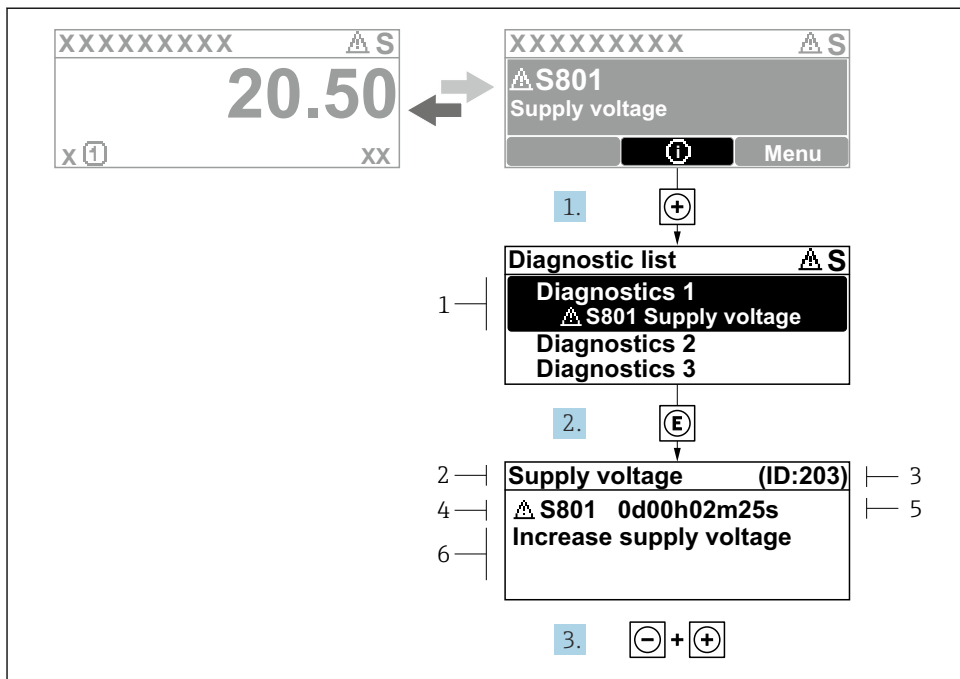 XXXXXXXXX ⚠ S
20.50
x 1 xx
XXXXXXXXX ⚠ S
⚠ S801
Supply voltage
i Menu
1. +
Diagnostic list ⚠ S
1
Diagnostics 1
⚠ S801 Supply voltage
Diagnostics 2
Diagnostics 3
2. E
2 Supply voltage (ID:203) 3
4 ⚠ S801 0d00h02m25s 5
6 Increase supply voltage
3. - + +